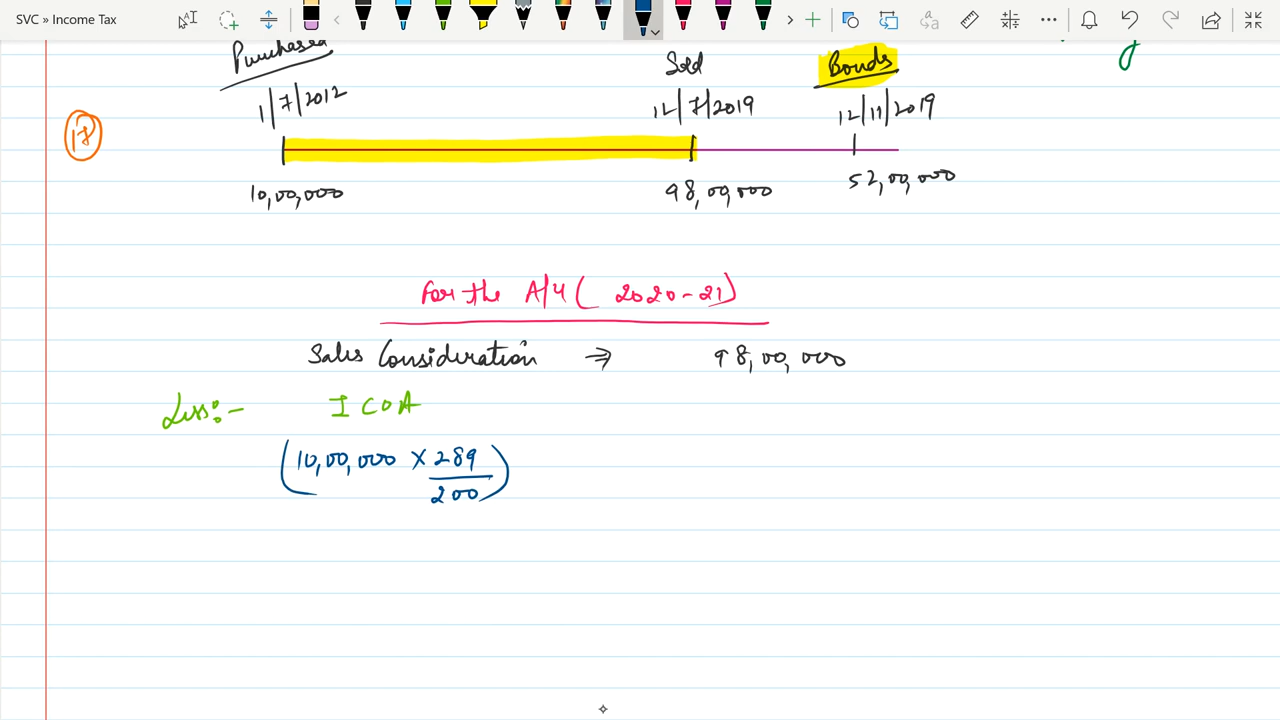 SVC » Income Tax
Purchased Sold Bonds
1/7/2012 12/7/2019 12/11/2019
17
10,00,000 98,00,000 52,00,000
For the A/Y ( 2020-21)
Sales Consideration ⇒ 98,00,000
Less:- I C O A
(10,00,000 × 289
200)